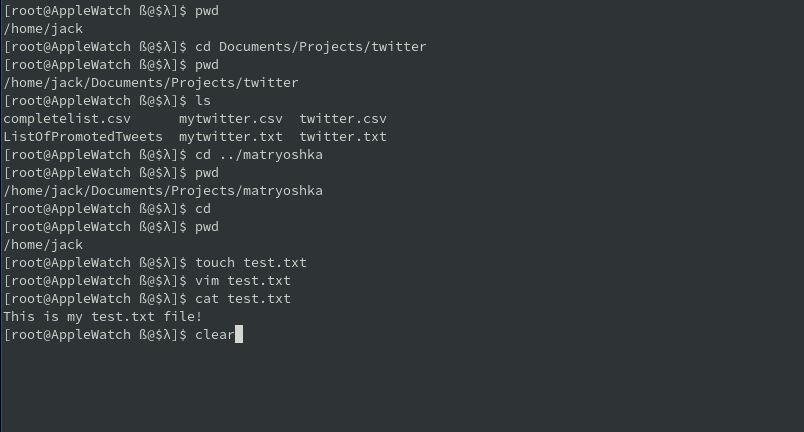 [root@AppleWatch ß@$λ]$ pwd
/home/jack
[root@AppleWatch ß@$λ]$ cd Documents/Projects/twitter
[root@AppleWatch ß@$λ]$ pwd
/home/jack/Documents/Projects/twitter
[root@AppleWatch ß@$λ]$ ls
completelist.csv      mytwitter.csv  twitter.csv
ListOfPromotedTweets  mytwitter.txt  twitter.txt
[root@AppleWatch ß@$λ]$ cd ../matryoshka
[root@AppleWatch ß@$λ]$ pwd
/home/jack/Documents/Projects/matryoshka
[root@AppleWatch ß@$λ]$ cd
[root@AppleWatch ß@$λ]$ pwd
/home/jack
[root@AppleWatch ß@$λ]$ touch test.txt
[root@AppleWatch ß@$λ]$ vim test.txt
[root@AppleWatch ß@$λ]$ cat test.txt
This is my test.txt file!
[root@AppleWatch ß@$λ]$ clear